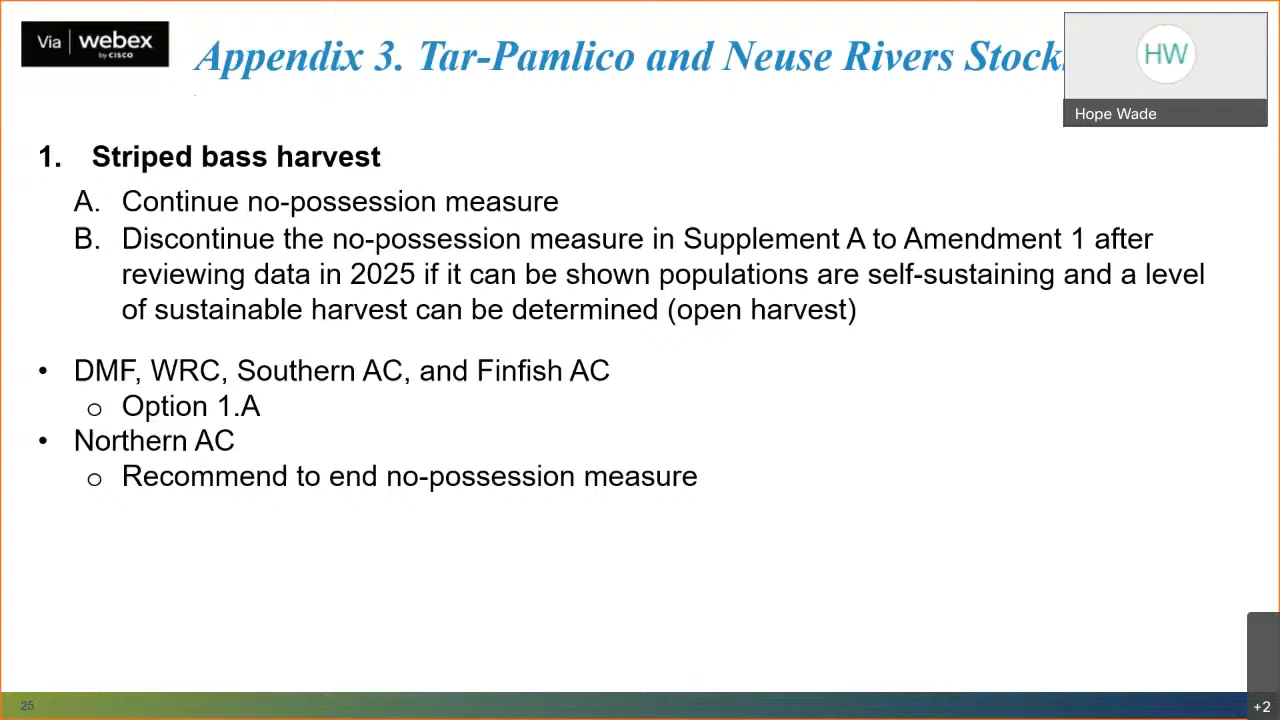 Via webex
by CISCO
Appendix 3. Tar-Pamlico and Neuse Rivers Stock
HW
Hope Wade
1. Striped bass harvest
A. Continue no-possession measure
B. Discontinue the no-possession measure in Supplement A to Amendment 1 after
reviewing data in 2025 if it can be shown populations are self-sustaining and a level
of sustainable harvest can be determined (open harvest)
• DMF, WRC, Southern AC, and Finfish AC
o Option 1.A
• Northern AC
o Recommend to end no-possession measure
25
+2